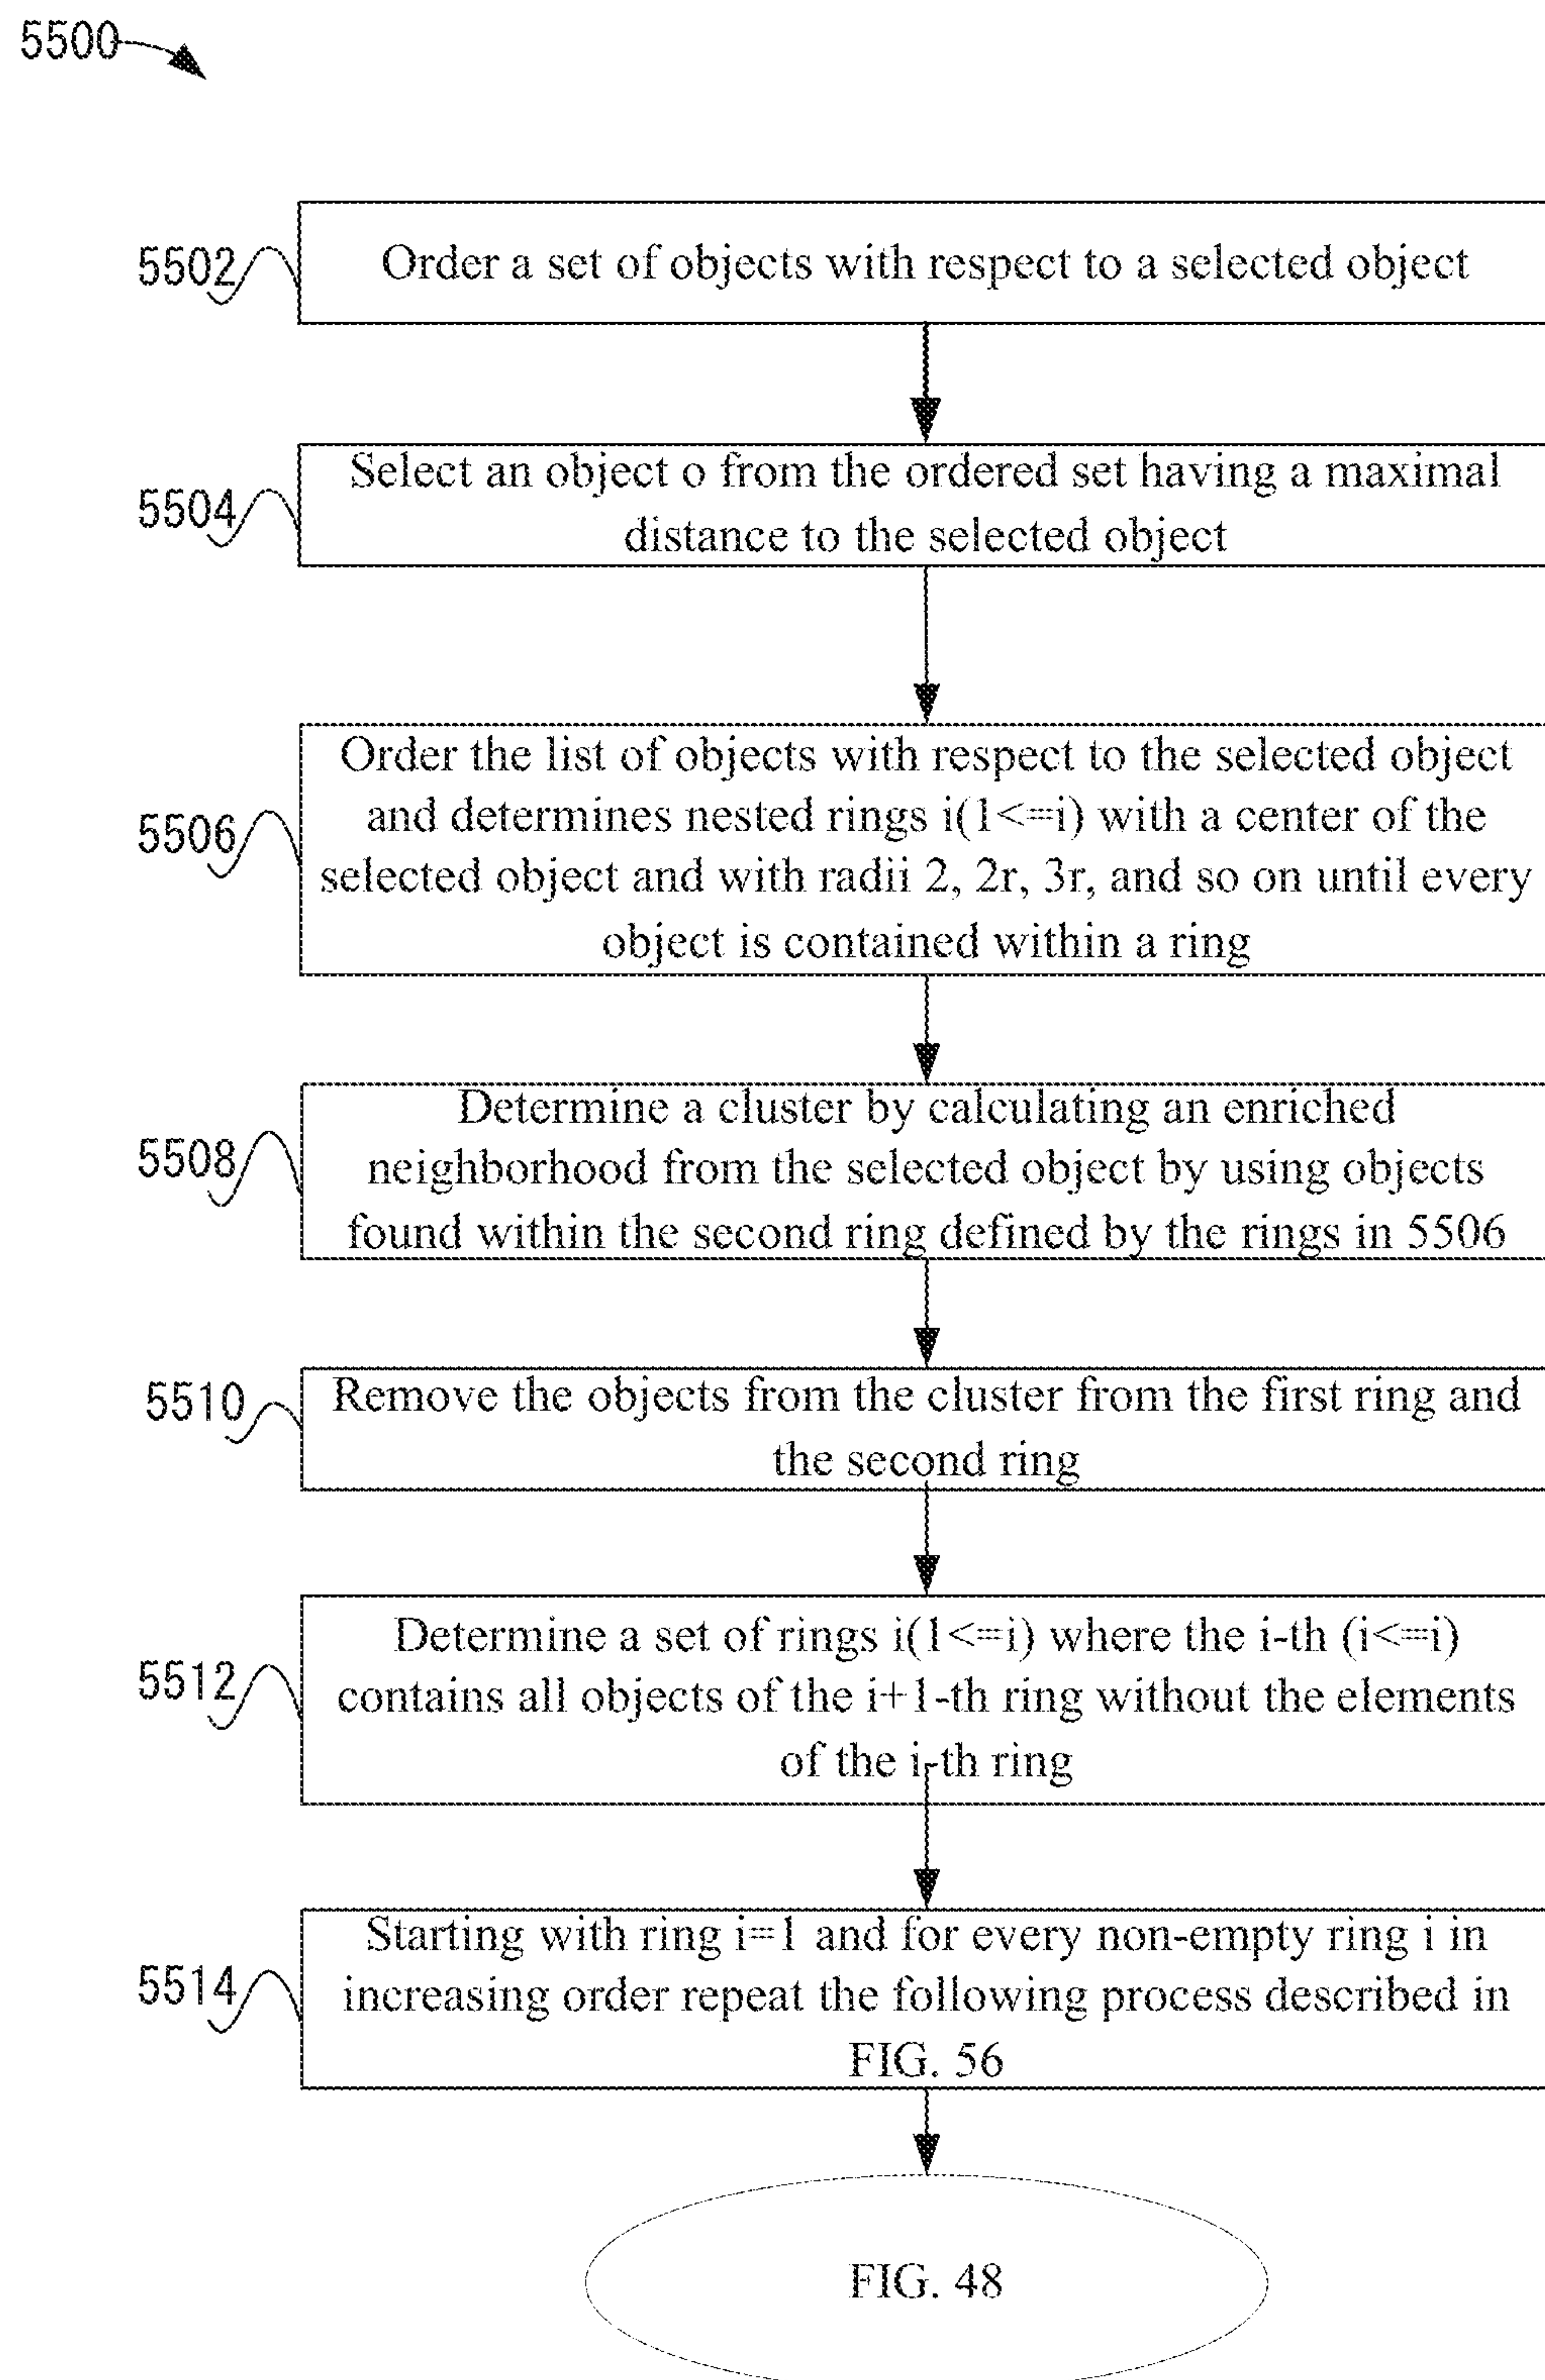 5500
5502
Order a set of objects with respect to a selected object
5504
Select an object o from the ordered set having a maximal
distance to the selected object
5506
Order the list of objects with respect to the selected object
and determines nested rings i(1<=i) with a center of the
selected object and with radii 2, 2r, 3r, and so on until every
object is contained within a ring
5508
Determine a cluster by calculating an enriched
neighborhood from the selected object by using objects
found within the second ring defined by the rings in 5506
5510
Remove the objects from the cluster from the first ring and
the second ring
5512
Determine a set of rings i(1<=i) where the i-th (i<=i)
contains all objects of the i+1-th ring without the elements
of the i-th ring
5514
Starting with ring i=1 and for every non-empty ring i in
increasing order repeat the following process described in
FIG. 56
FIG. 48